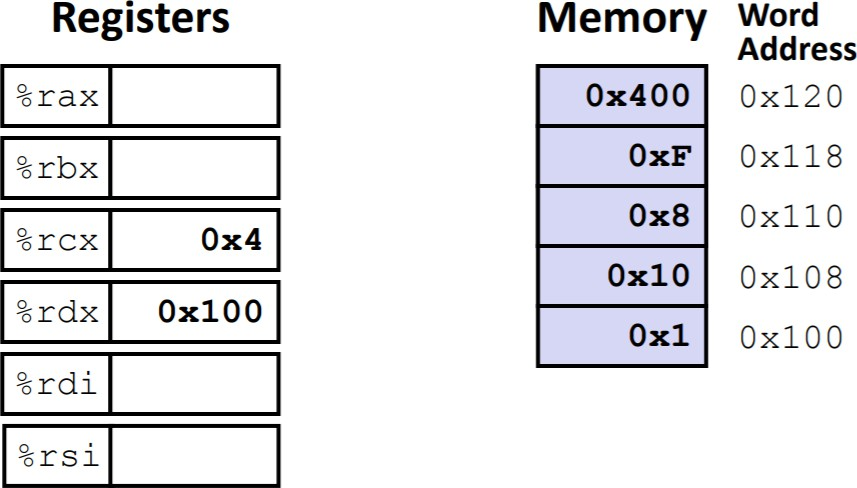 Registers
%rax
%rbx
%rcx 0x4
%rdx 0x100
%rdi
%rsi
Memory Word Address
0x400 0x120
0xF 0x118
0x8 0x110
0x10 0x108
0x1 0x100